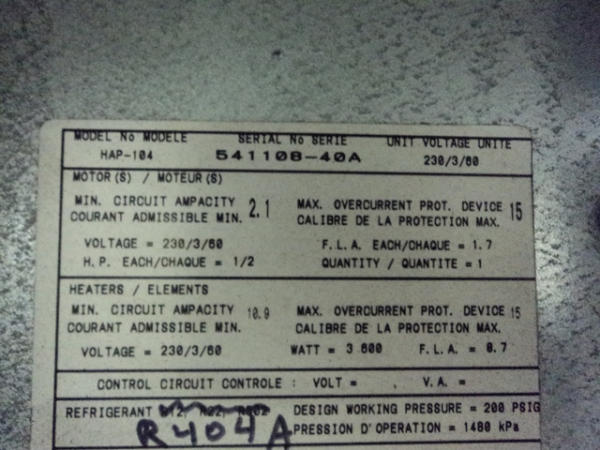 MODEL No MODELE SERIAL No SERIE UNIT VOLTAGE UNITE
HAP-104 541108-40A 230/3/60
MOTOR(S) / MOTEUR(S)
MIN. CIRCUIT AMPACITY 2.1 MAX. OVERCURRENT PROT. DEVICE 15
COURANT ADMISSIBLE MIN. CALIBRE DE LA PROTECTION MAX.
VOLTAGE = 230/3/60 F.L.A. EACH/CHAQUE = 1.7
H.P. EACH/CHAQUE = 1/2 QUANTITY / QUANTITE = 1
HEATERS / ELEMENTS
MIN. CIRCUIT AMPACITY 10.9 MAX. OVERCURRENT PROT. DEVICE 15
COURANT ADMISSIBLE MIN. CALIBRE DE LA PROTECTION MAX.
VOLTAGE = 230/3/60 WATT = 3 600 F.L.A. = 8.7
CONTROL CIRCUIT CONTROLE : VOLT = , V.A. =
REFRIGERANT DESIGN WORKING PRESSURE = 200 PSIG
R404A PRESSION D'OPERATION = 1480 kPa